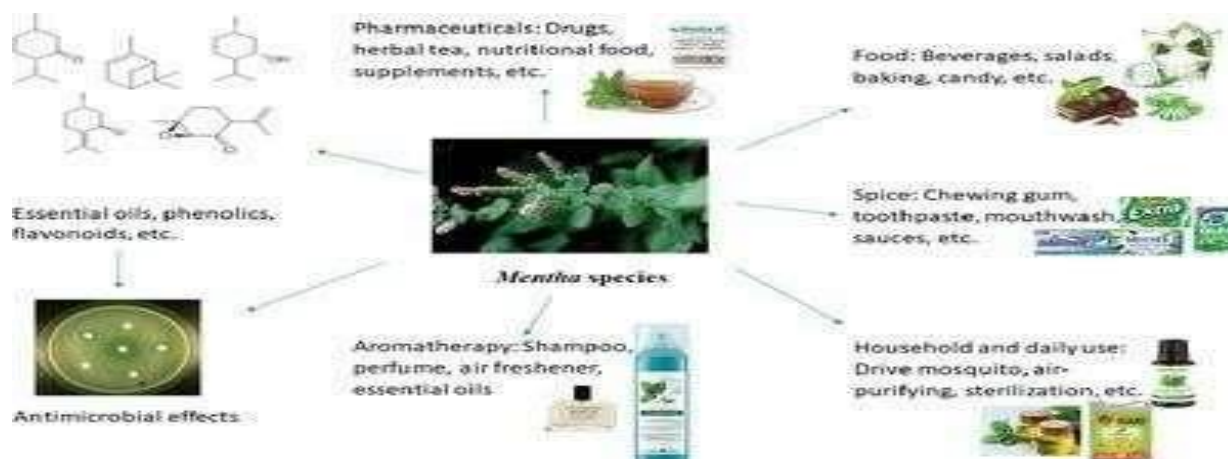 Pharmaceuticals: Drugs,
herbal tea, nutritional food,
supplements, etc.
Food: Beverages, salads,
baking, candy, etc.
Essential oils, phenolics,
flavonoids, etc.
Spice: Chewing gum,
toothpaste, mouthwash,
sauces, etc.
Mentha species
Antimicrobial effects
Aromatherapy: Shampoo,
perfume, air freshener,
essential oils
Household and daily use:
Drive mosquito, air-
purifying, sterilization, etc.